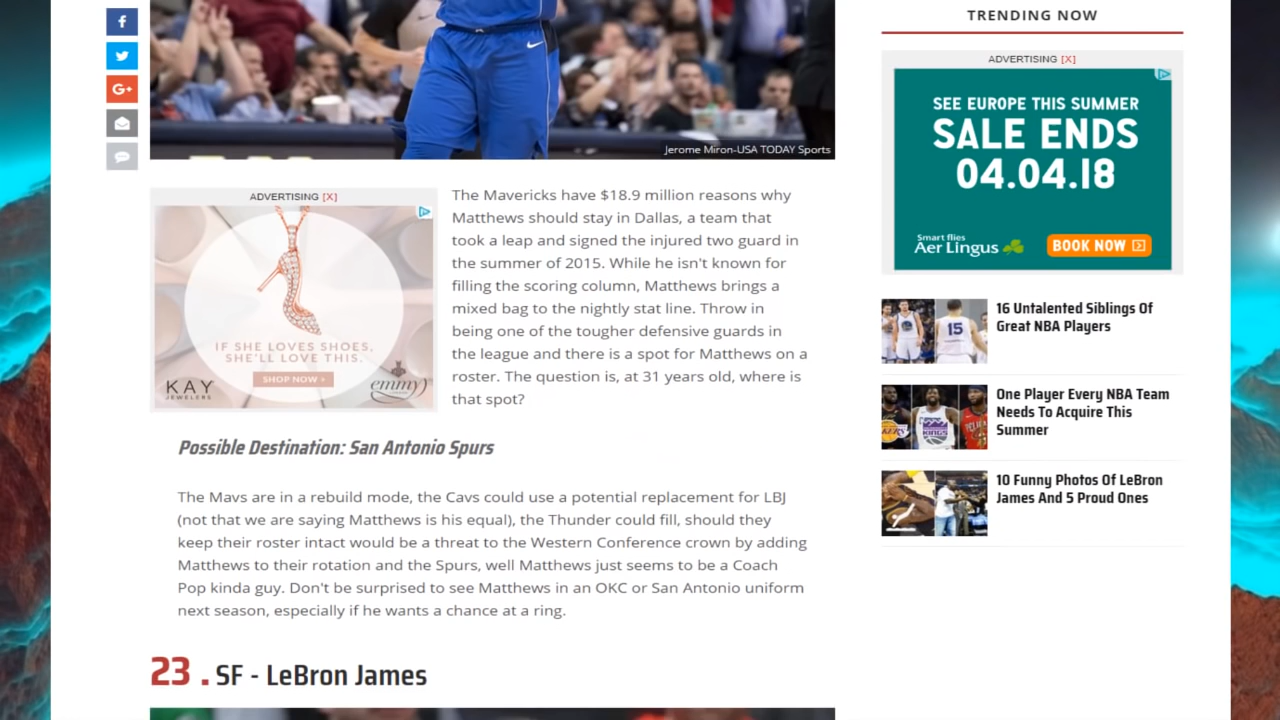 Jerome Miron-USA TODAY Sports
ADVERTISING [X]
IF SHE LOVES SHOES,
SHE'LL LOVE THIS.
SHOP NOW >
KAY
JEWELERS
emmy
The Mavericks have $18.9 million reasons why
Matthews should stay in Dallas, a team that
took a leap and signed the injured two guard in
the summer of 2015. While he isn't known for
filling the scoring column, Matthews brings a
mixed bag to the nightly stat line. Throw in
being one of the tougher defensive guards in
the league and there is a spot for Matthews on a
roster. The question is, at 31 years old, where is
that spot?
Possible Destination: San Antonio Spurs
The Mavs are in a rebuild mode, the Cavs could use a potential replacement for LBJ
(not that we are saying Matthews is his equal), the Thunder could fill, should they
keep their roster intact would be a threat to the Western Conference crown by adding
Matthews to their rotation and the Spurs, well Matthews just seems to be a Coach
Pop kinda guy. Don't be surprised to see Matthews in an OKC or San Antonio uniform
next season, especially if he wants a chance at a ring.
23 . SF - LeBron James
TRENDING NOW
ADVERTISING [X]
SEE EUROPE THIS SUMMER
SALE ENDS
04.04.18
Smart flies
Aer Lingus
BOOK NOW
15
16 Untalented Siblings Of
Great NBA Players
KINGS
One Player Every NBA Team
Needs To Acquire This
Summer
10 Funny Photos Of LeBron
James And 5 Proud Ones